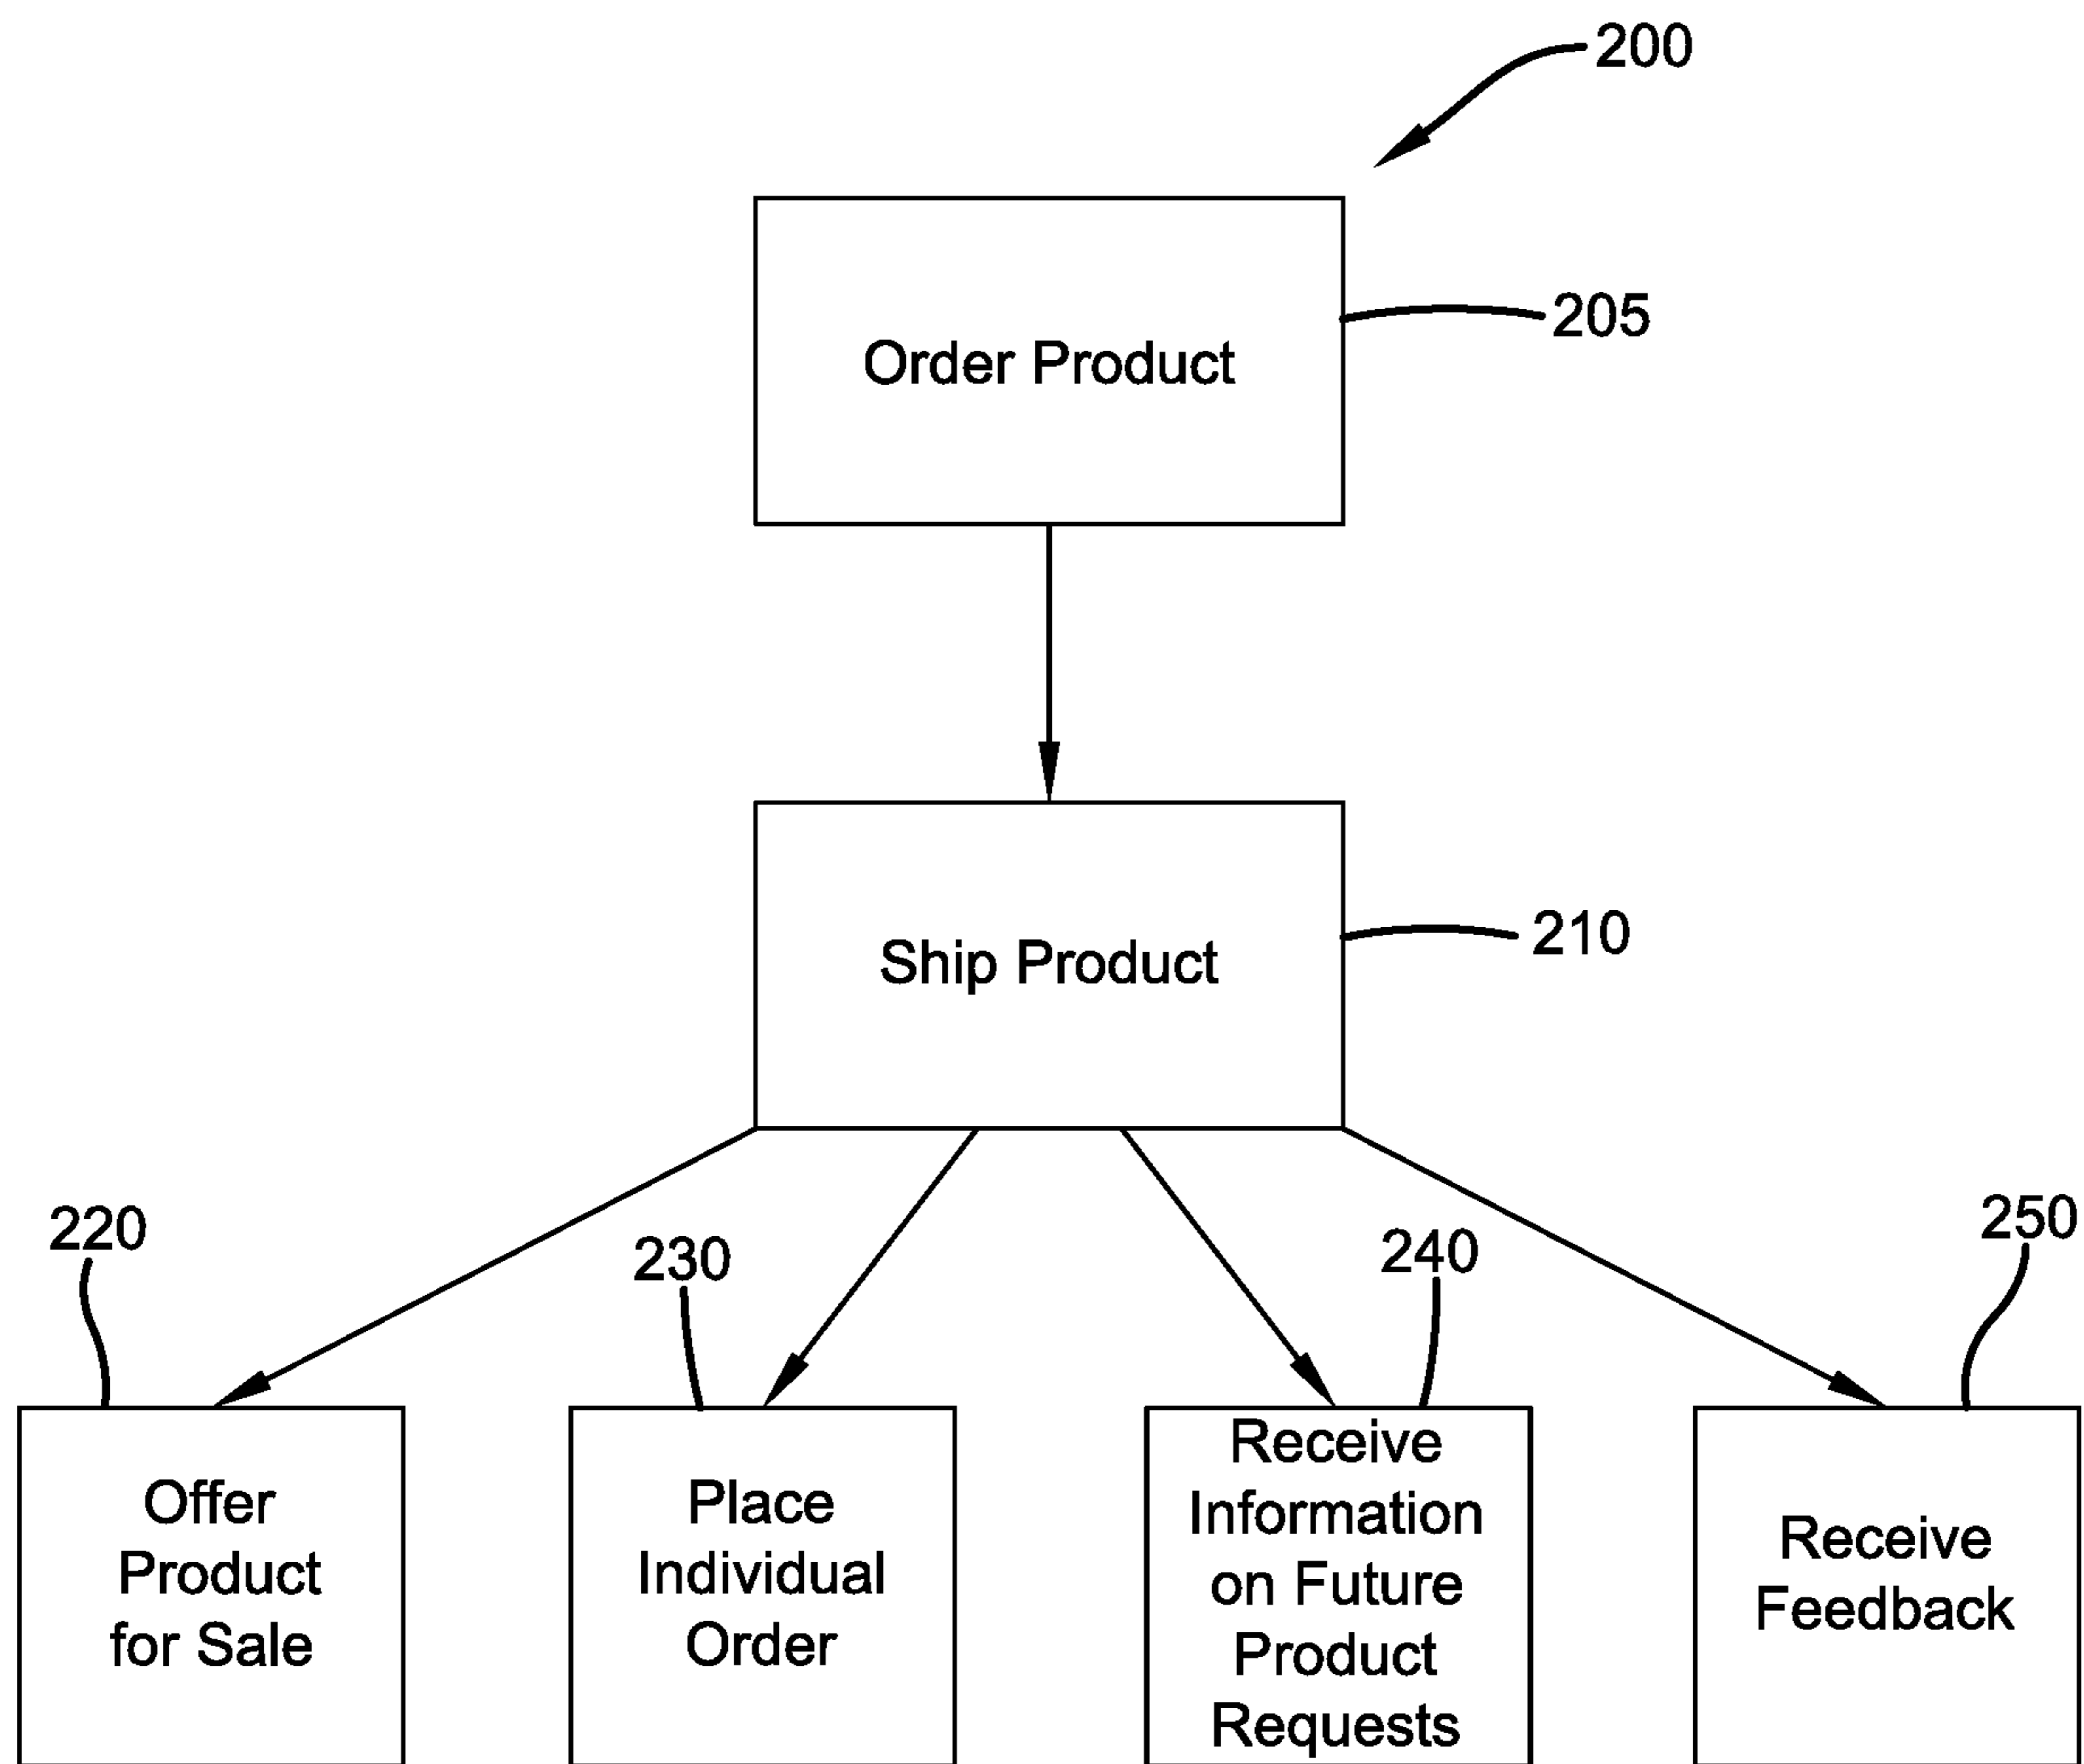 200
Order Product
205
Ship Product
210
220
230
240
250
Offer
Product
for Sale
Place
Individual
Order
Receive
Information
on Future
Product
Requests
Receive
Feedback